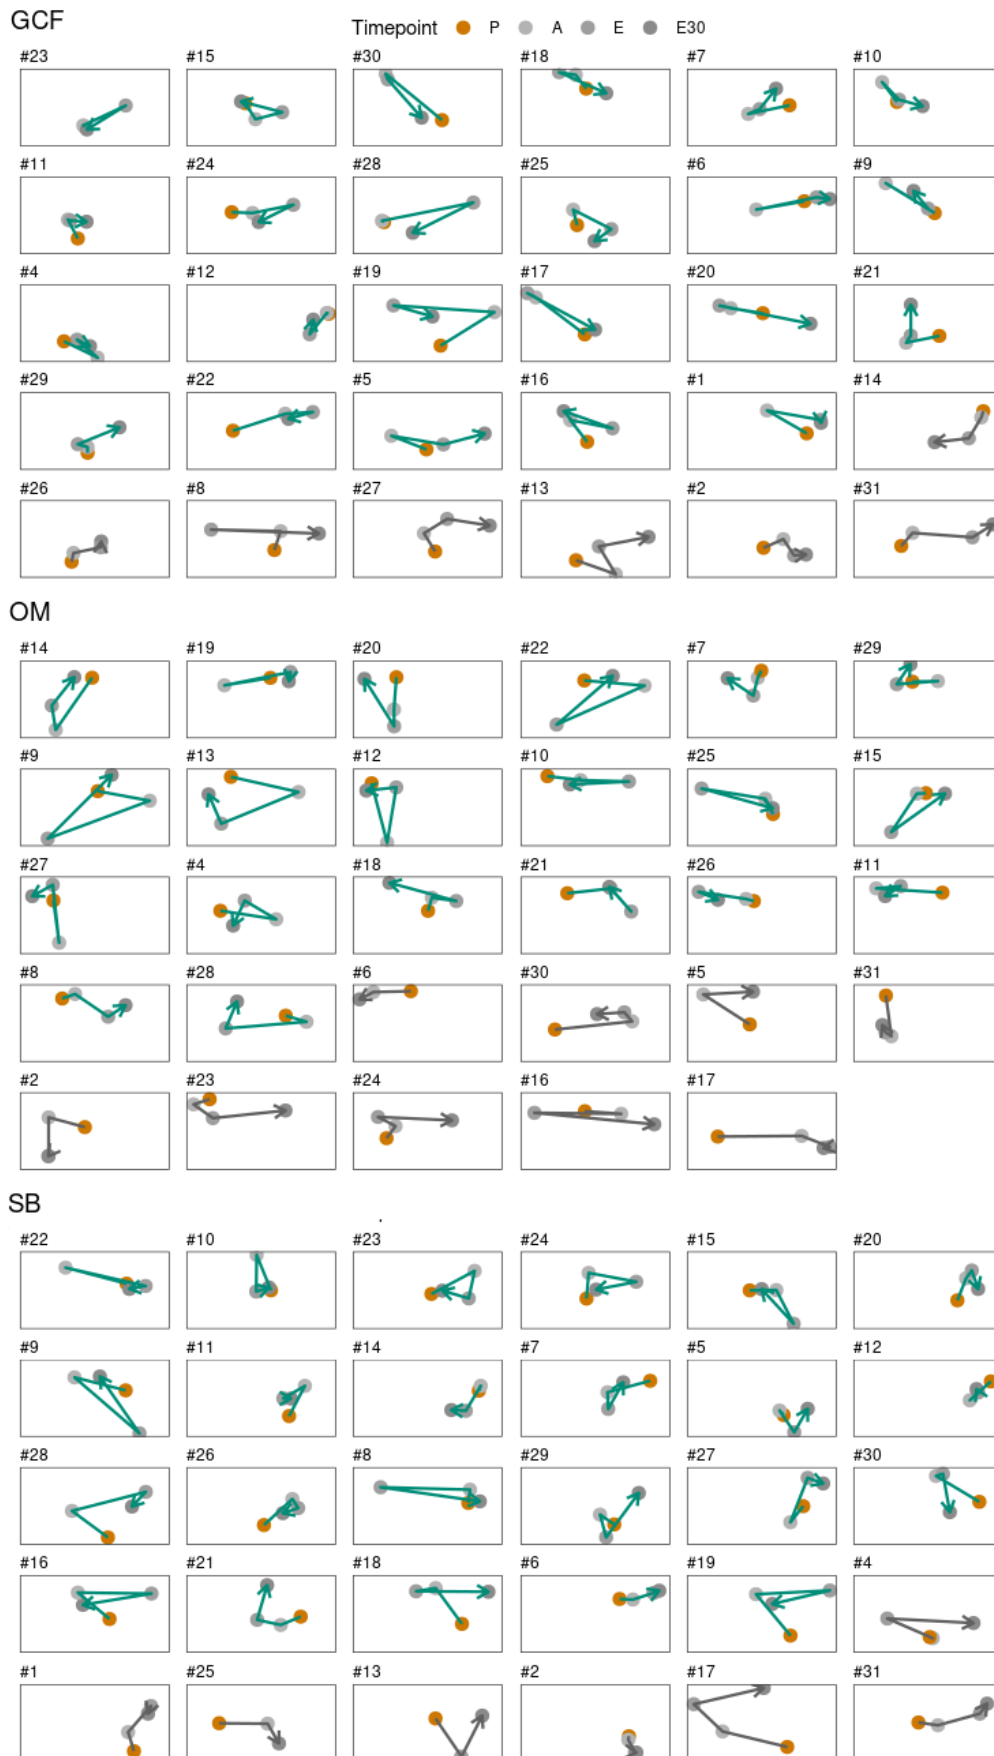 GCF
Timepoint P A E E30
#23 #15 #30 #18 #7 #10
#11 #24 #28 #25 #6 #9
#4 #12 #19 #17 #20 #21
#29 #22 #5 #16 #1 #14
#26 #8 #27 #13 #2 #31
OM
#14 #19 #20 #22 #7 #29
#9 #13 #12 #10 #25 #15
#27 #4 #18 #21 #26 #11
#8 #28 #6 #30 #5 #31
#2 #23 #24 #16 #17
SB
#22 #10 #23 #24 #15 #20
#9 #11 #14 #7 #5 #12
#28 #26 #8 #29 #27 #30
#16 #21 #18 #6 #19 #4
#1 #25 #13 #2 #17 #31